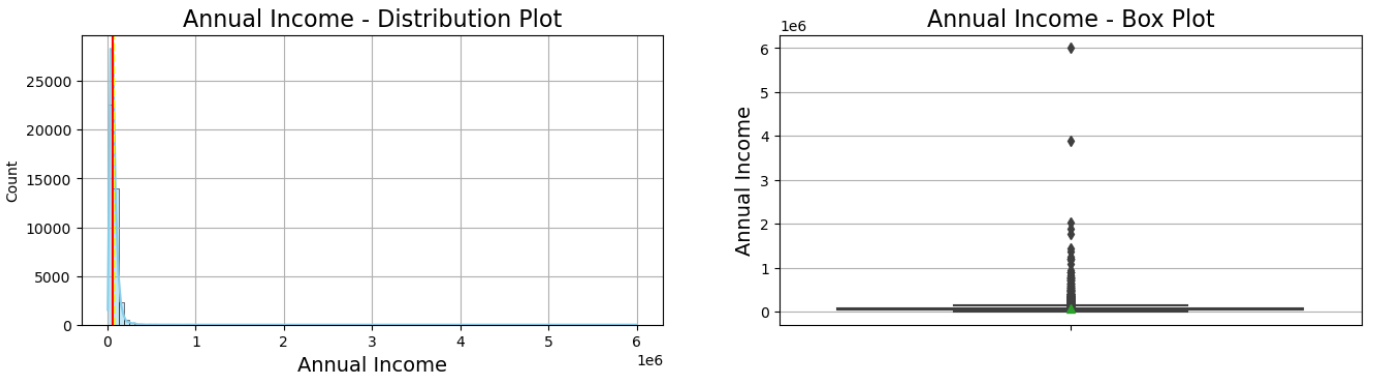 Annual Income - Distribution Plot
25000
20000
15000
10000
5000
0
Count
0 1 2 3 4 5 6
1e6
Annual Income
Annual Income - Box Plot
1e6
6
5
4
3
2
1
0
Annual Income